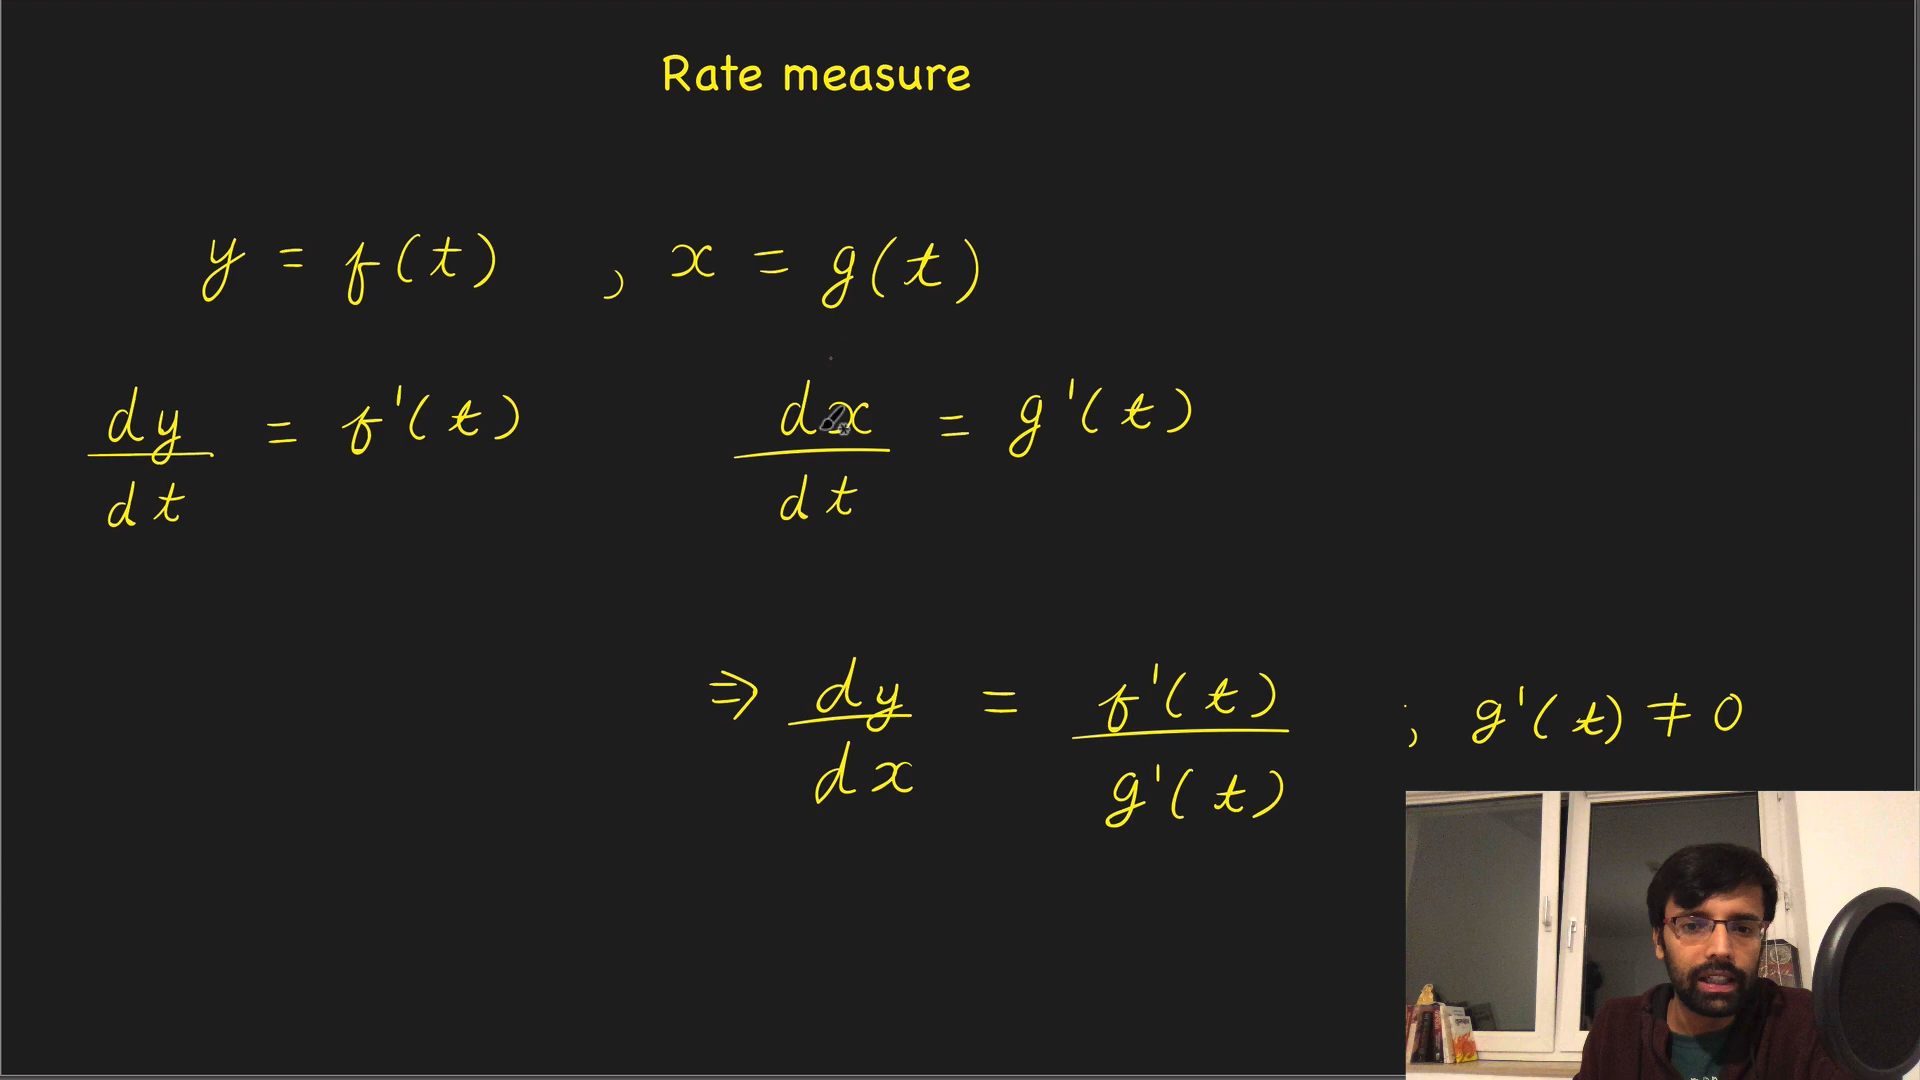 Rate measure
y = f(t) , x = g(t)
dy/dt = f'(t) dx/dt = g'(t)
⇒ dy/dx = f'(t)/g'(t) ; g'(t) ≠ 0